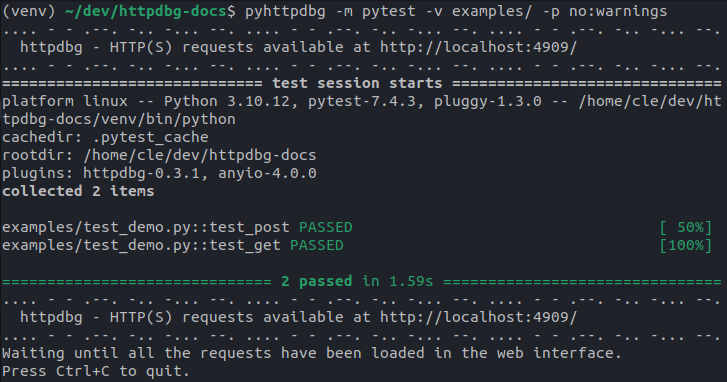 (venv) ~/dev/httpdbg-docs$ pyhttpdbg -m pytest -v examples/ -p no:warnings
.... - - .--. -.. -... --. .... - - .--. -.. -... --. .... - - .--. -.. -... --.
  httpdbg - HTTP(S) requests available at http://localhost:4909/
.... - - .--. -.. -... --. .... - - .--. -.. -... --. .... - - .--. -.. -... --.
============================= test session starts ==============================
platform linux -- Python 3.10.12, pytest-7.4.3, pluggy-1.3.0 -- /home/cle/dev/ht
tpdbg-docs/venv/bin/python
cachedir: .pytest_cache
rootdir: /home/cle/dev/httpdbg-docs
plugins: httpdbg-0.3.1, anyio-4.0.0
collected 2 items
examples/test_demo.py::test_post PASSED                                  [ 50%]
examples/test_demo.py::test_get PASSED                                   [100%]
============================== 2 passed in 1.59s ===============================
.... - - .--. -.. -... --. .... - - .--. -.. -... --. .... - - .--. -.. -... --.
  httpdbg - HTTP(S) requests available at http://localhost:4909/
.... - - .--. -.. -... --. .... - - .--. -.. -... --. .... - - .--. -.. -... --.
Waiting until all the requests have been loaded in the web interface.
Press Ctrl+C to quit.